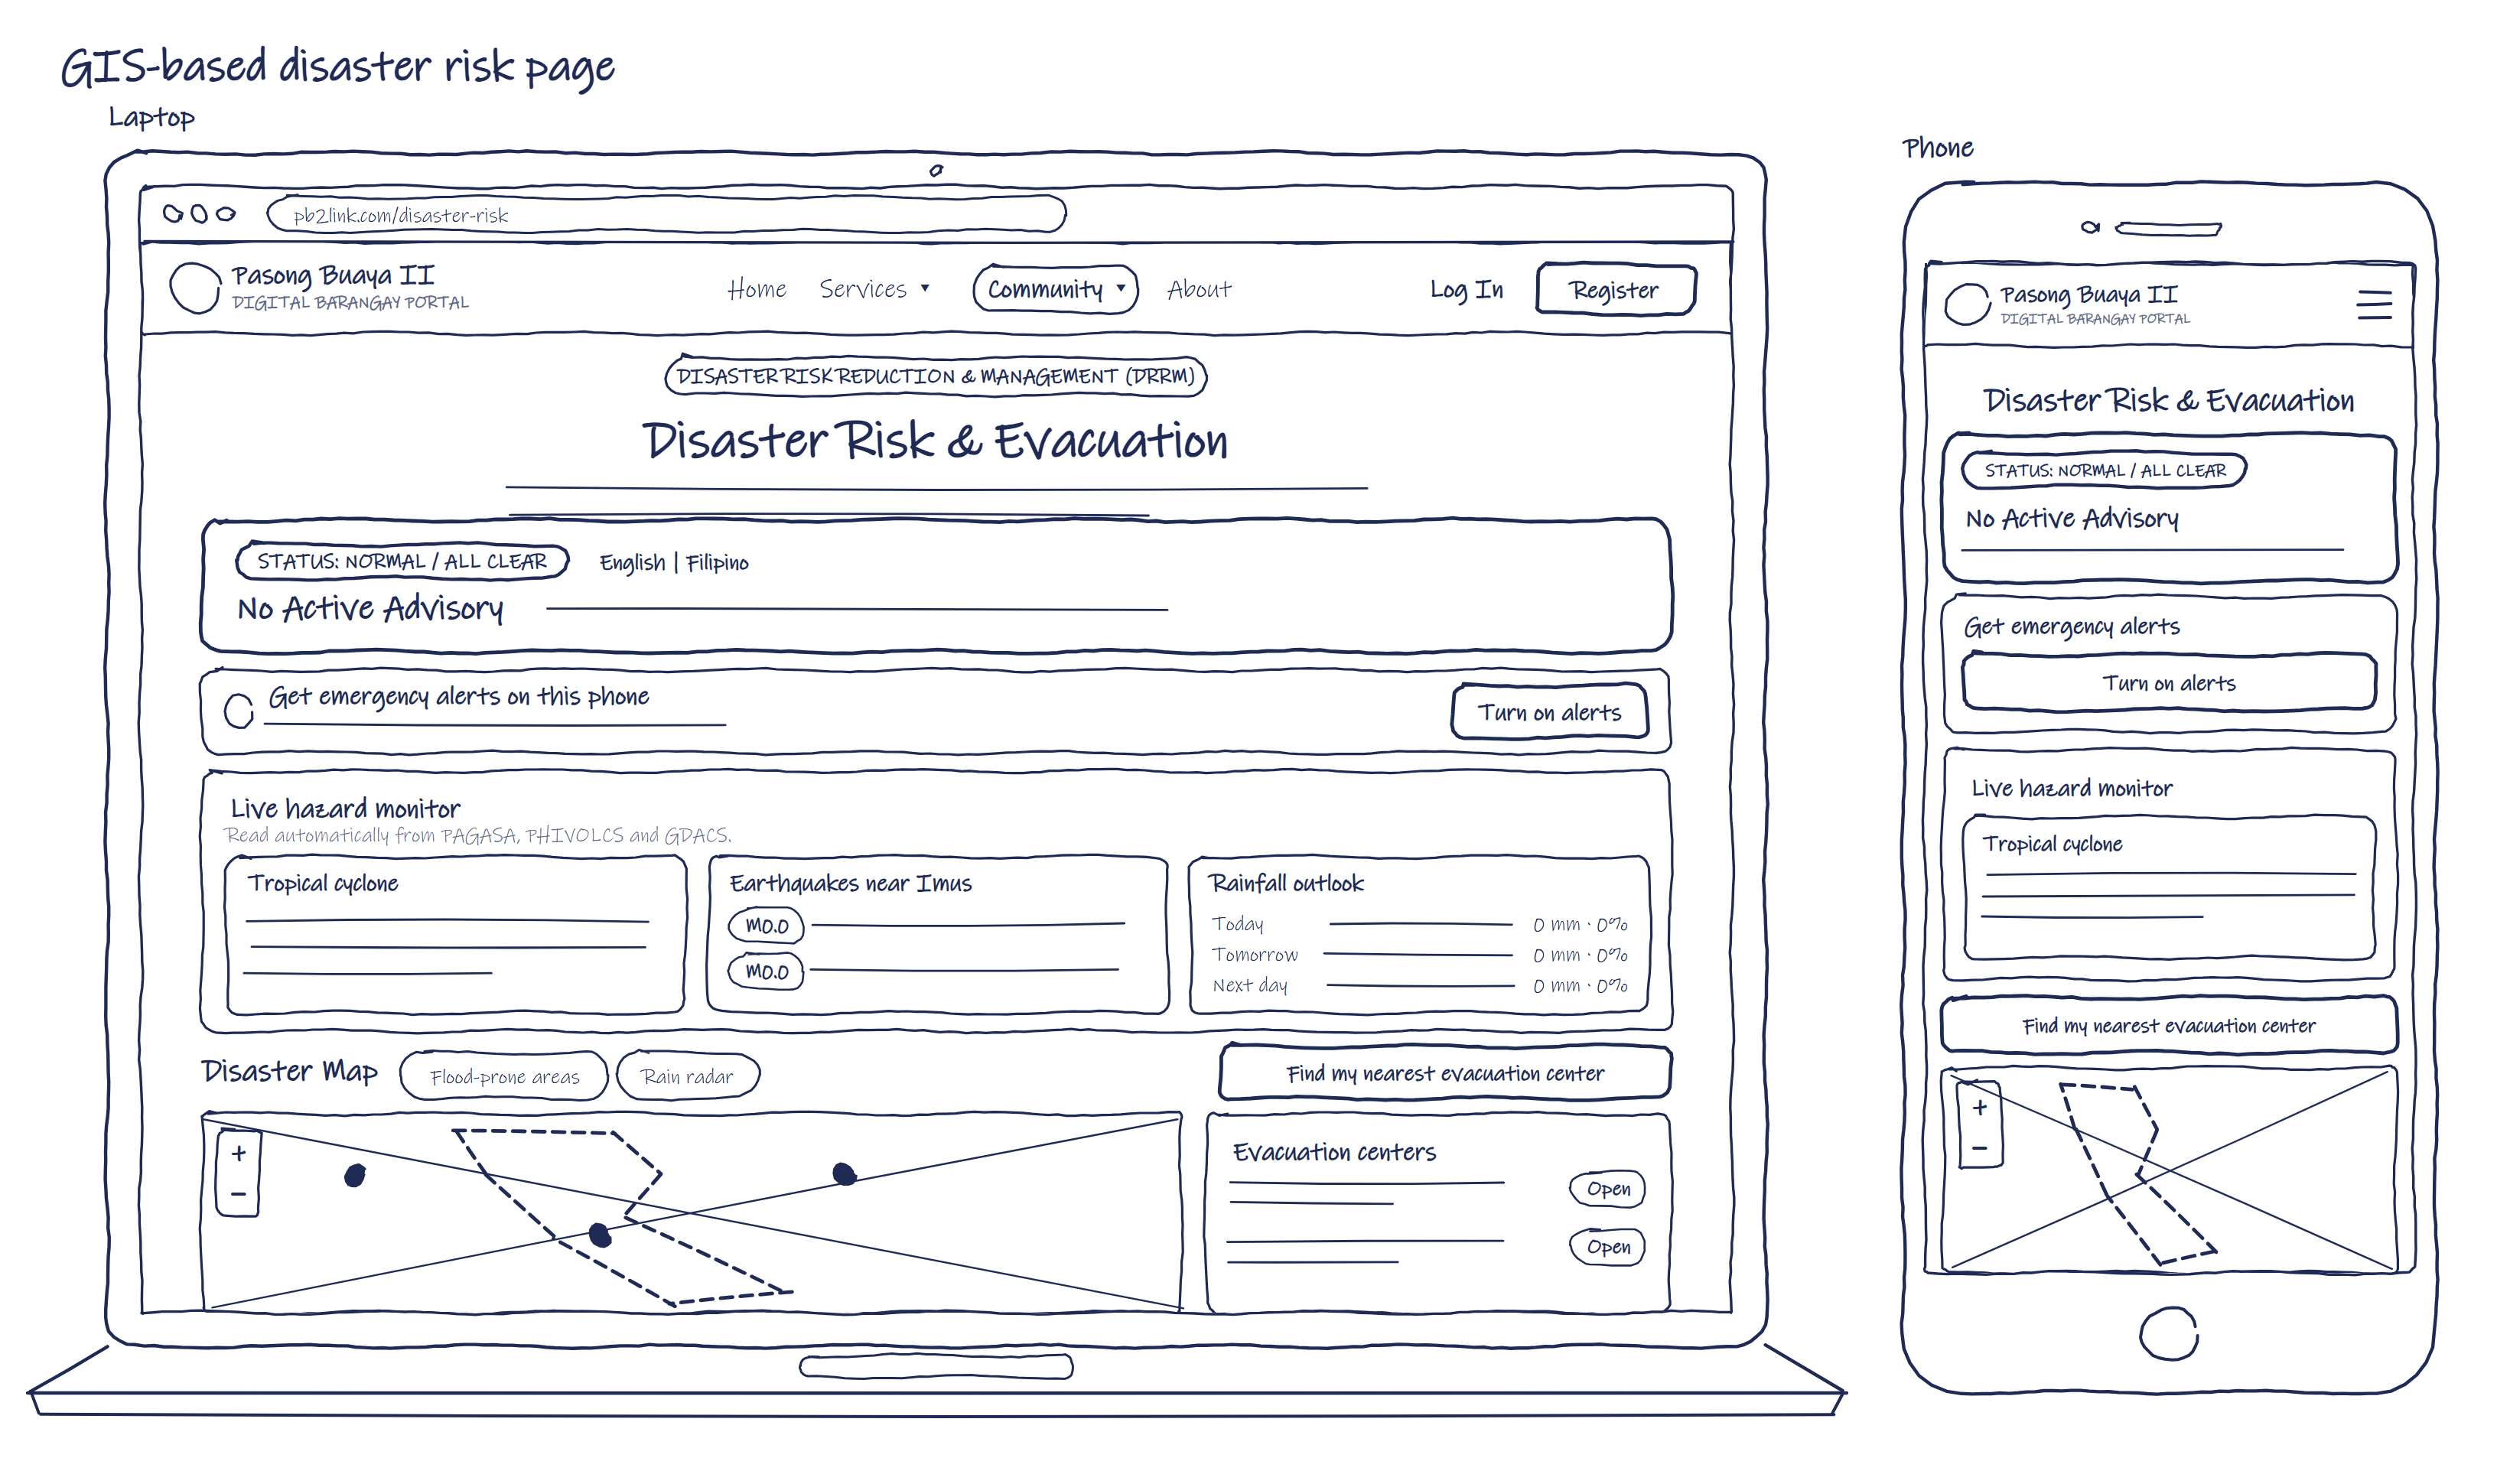 GIS-based disaster risk page
Laptop
pb2link.com/disaster-risk
Pasong Buaya II
DIGITAL BARANGAY PORTAL
Home Services ▼ Community ▼ About Log In Register
DISASTER RISK REDUCTION & MANAGEMENT (DRRM)
Disaster Risk & Evacuation
STATUS: NORMAL / ALL CLEAR English | Filipino
No Active Advisory
Get emergency alerts on this phone
Turn on alerts
Live hazard monitor
Read automatically from PAGASA, PHIVOLCS and GDACS.
Tropical cyclone
Earthquakes near Imus
M0.0
M0.0
Rainfall outlook
Today 0 mm · 0%
Tomorrow 0 mm · 0%
Next day 0 mm · 0%
Disaster Map Flood-prone areas Rain radar
Find my nearest evacuation center
+
–
Evacuation centers
Open
Open
Phone
Pasong Buaya II
DIGITAL BARANGAY PORTAL
Disaster Risk & Evacuation
STATUS: NORMAL / ALL CLEAR
No Active Advisory
Get emergency alerts
Turn on alerts
Live hazard monitor
Tropical cyclone
Find my nearest evacuation center
+
–